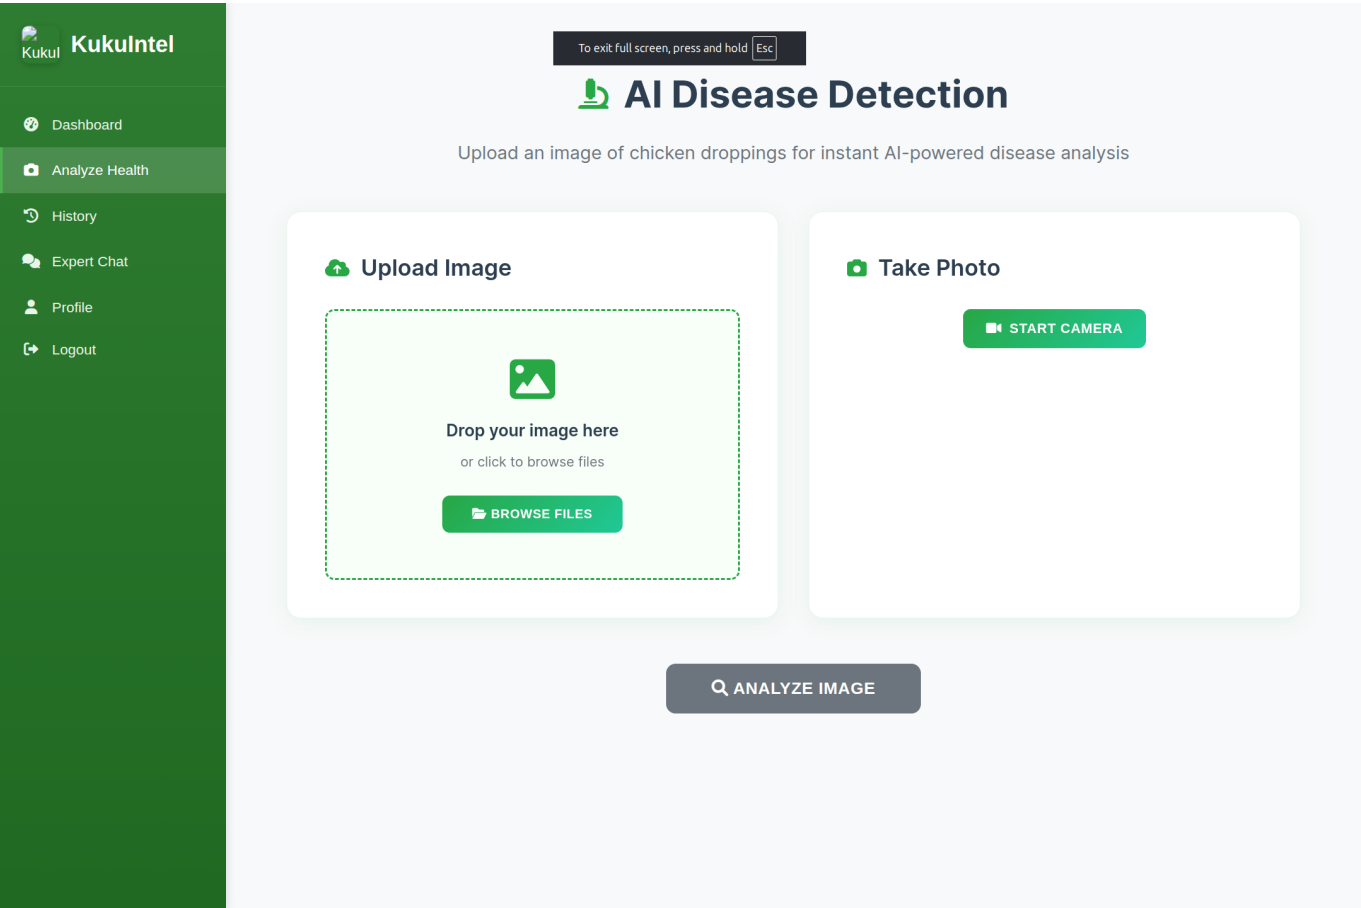 Kukul
KukuIntel
To exit full screen, press and hold Esc
AI Disease Detection
Upload an image of chicken droppings for instant AI-powered disease analysis
Dashboard
Analyze Health
History
Expert Chat
Profile
Logout
Upload Image
Drop your image here
or click to browse files
BROWSE FILES
Take Photo
START CAMERA
ANALYZE IMAGE